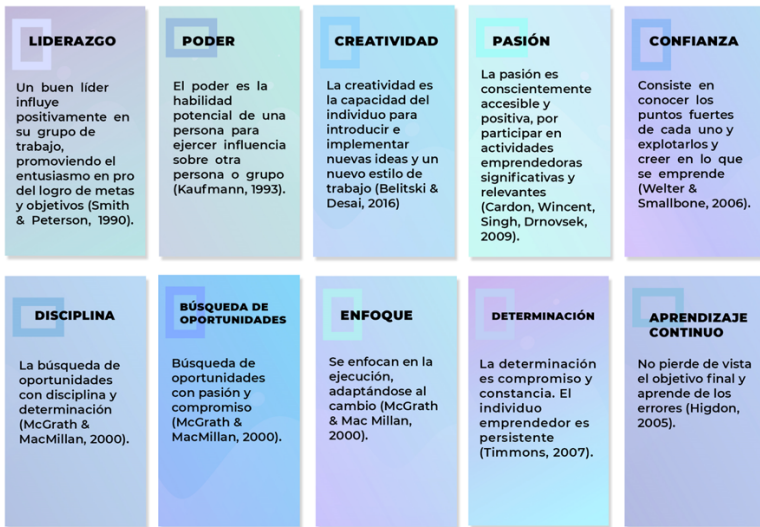 LIDERAZGO
Un buen líder
influye
positivamente en
su grupo de
trabajo,
promoviendo el
entusiasmo en pro
del logro de metas
y objetivos (Smith
& Peterson, 1990).
PODER
El poder es la
habilidad
potencial de una
persona para
ejercer influencia
sobre otra
persona o grupo
(Kaufmann, 1993).
CREATIVIDAD
La creatividad es
la capacidad del
individuo para
introducir e
implementar
nuevas ideas y un
nuevo estilo de
trabajo (Belitski &
Desai, 2016)
PASIÓN
La pasión es
conscientemente
accesible y
positiva, por
participar en
actividades
emprendedoras
significativas y
relevantes
(Cardon, Wincent,
Singh, Drnovsek,
2009).
CONFIANZA
Consiste en
conocer los
puntos fuertes
de cada uno y
explotarlos y
creer en lo que
se emprende
(Welter &
Smallbone, 2006).
DISCIPLINA
La búsqueda de
oportunidades
con disciplina y
determinación
(McGrath &
MacMillan, 2000).
BÚSQUEDA DE
OPORTUNIDADES
Búsqueda de
oportunidades
con pasión y
compromiso
(McGrath &
MacMillan, 2000).
ENFOQUE
Se enfocan en la
ejecución,
adaptándose al
cambio (McGrath
& Mac Millan,
2000).
DETERMINACIÓN
La determinación
es compromiso y
constancia. El
individuo
emprendedor es
persistente
(Timmons, 2007).
APRENDIZAJE
CONTINUO
No pierde de vista
el objetivo final y
aprende de los
errores (Higdon,
2005).